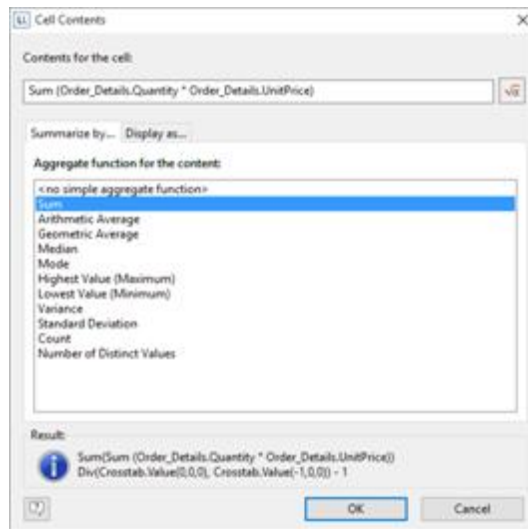 LL Cell Contents
Contents for the cell:
Sum (Order_Details.Quantity * Order_Details.UnitPrice)
Summarize by... Display as...
Aggregate function for the content:
<no simple aggregate function>
Sum
Arithmetic Average
Geometric Average
Median
Mode
Highest Value (Maximum)
Lowest Value (Minimum)
Variance
Standard Deviation
Count
Number of Distinct Values
Result:
Sum(Sum (Order_Details.Quantity * Order_Details.UnitPrice))
Div(Crosstab.Value(0,0,0), Crosstab.Value(-1,0,0)) - 1
OK Cancel